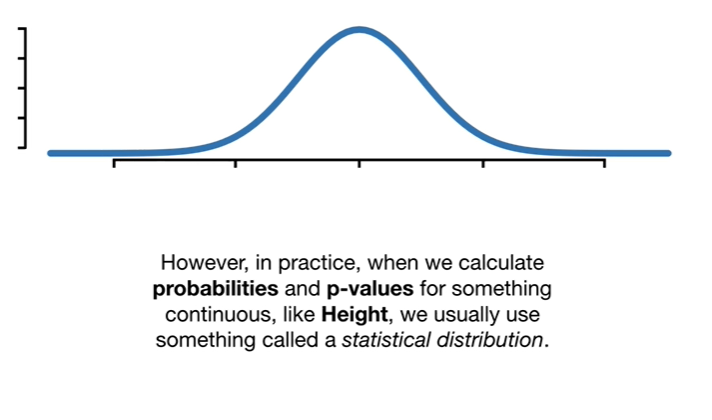 However, in practice, when we calculate
probabilities and p-values for something
continuous, like Height, we usually use
something called a statistical distribution.